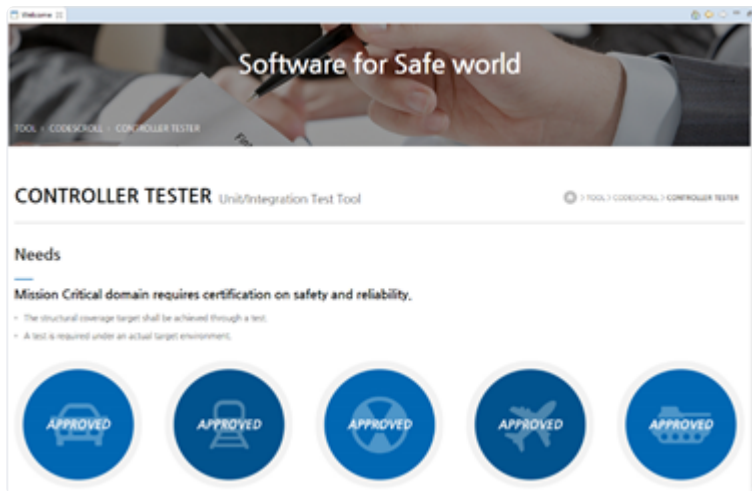 Welcome
Software for Safe world
TOOL > CODESCROLL > CONTROLLER TESTER
CONTROLLER TESTER Unit/Integration Test Tool
> TOOL > CODESCROLL > CONTROLLER TESTER
Needs
Mission Critical domain requires certification on safety and reliability.
- The structural coverage target shall be achieved through a test.
- A test is required under an actual target environment.
APPROVED APPROVED APPROVED APPROVED APPROVED